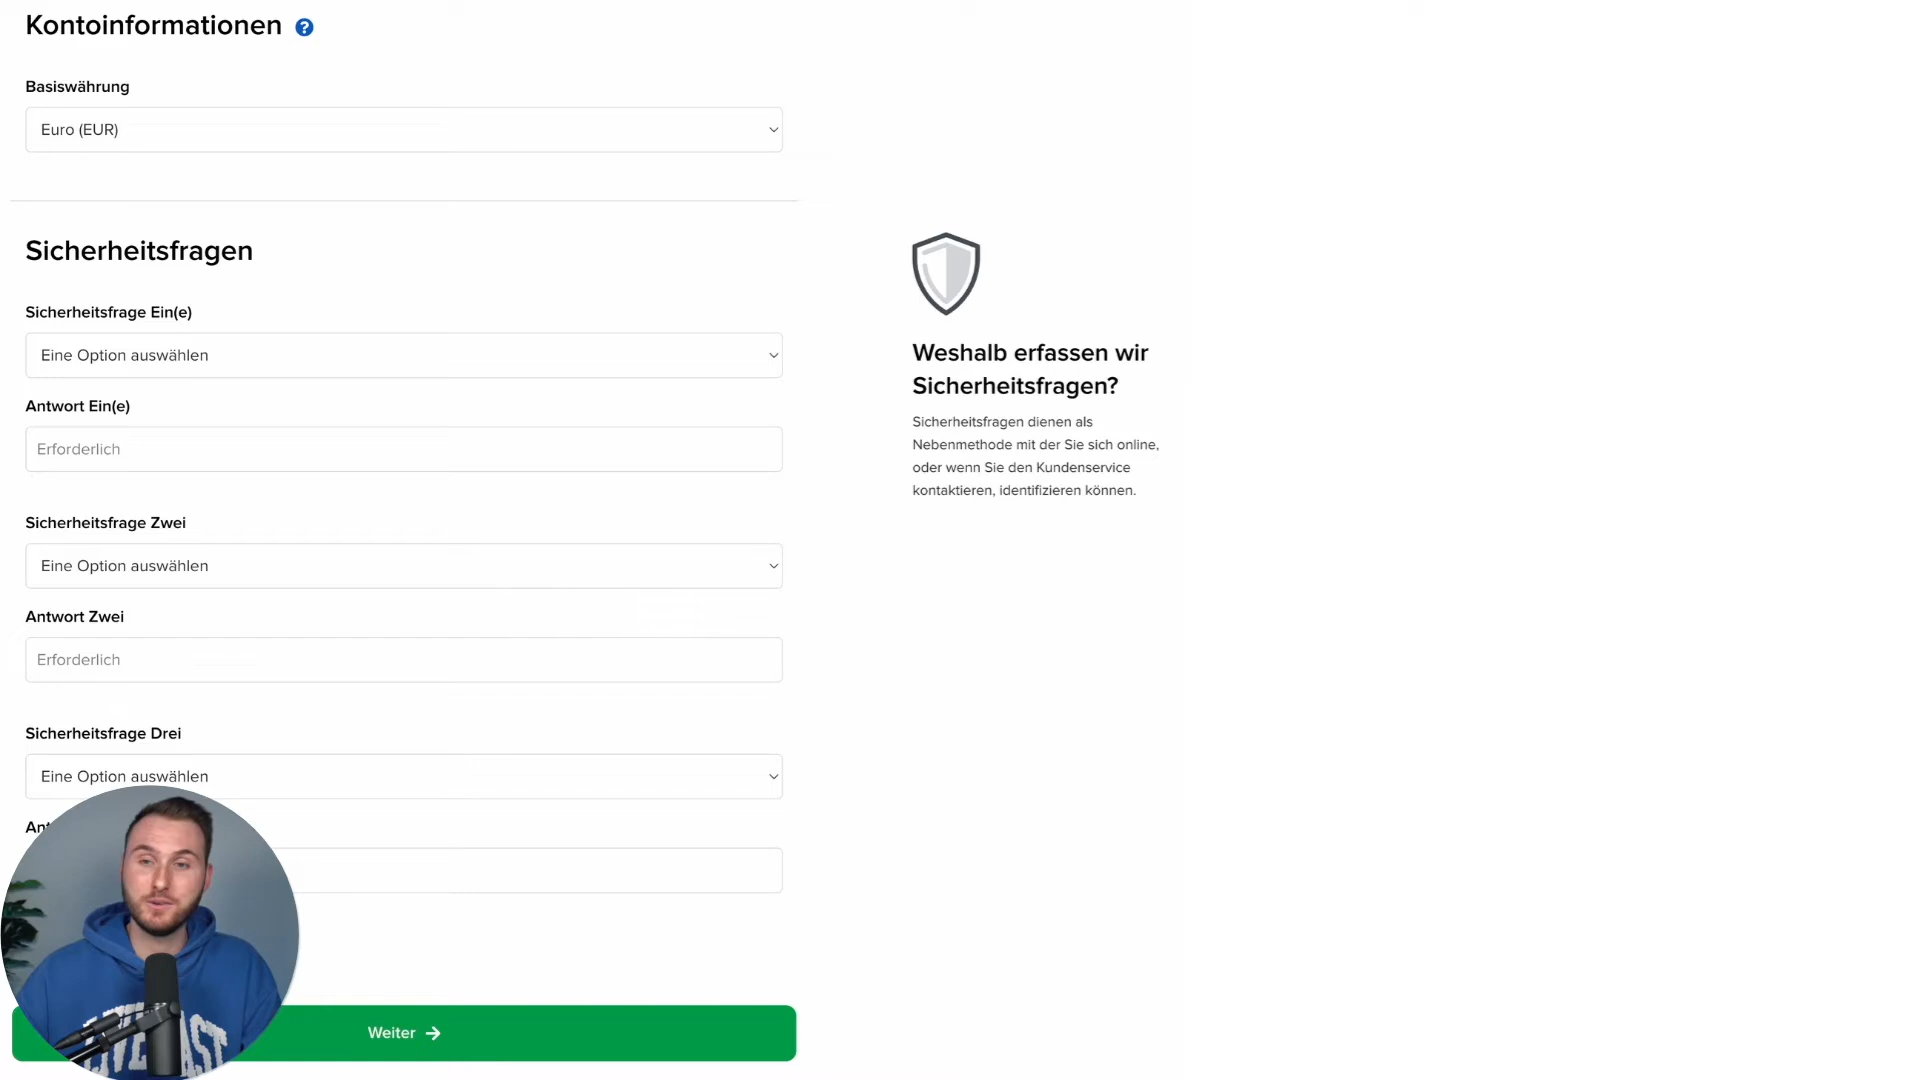 Kontoinformationen ?
Basiswährung
Euro (EUR)
Sicherheitsfragen
Sicherheitsfrage Ein(e)
Eine Option auswählen
Antwort Ein(e)
Erforderlich
Sicherheitsfrage Zwei
Eine Option auswählen
Antwort Zwei
Erforderlich
Sicherheitsfrage Drei
Eine Option auswählen
Weiter →
Weshalb erfassen wir
Sicherheitsfragen?
Sicherheitsfragen dienen als
Nebenmethode mit der Sie sich online,
oder wenn Sie den Kundenservice
kontaktieren, identifizieren können.